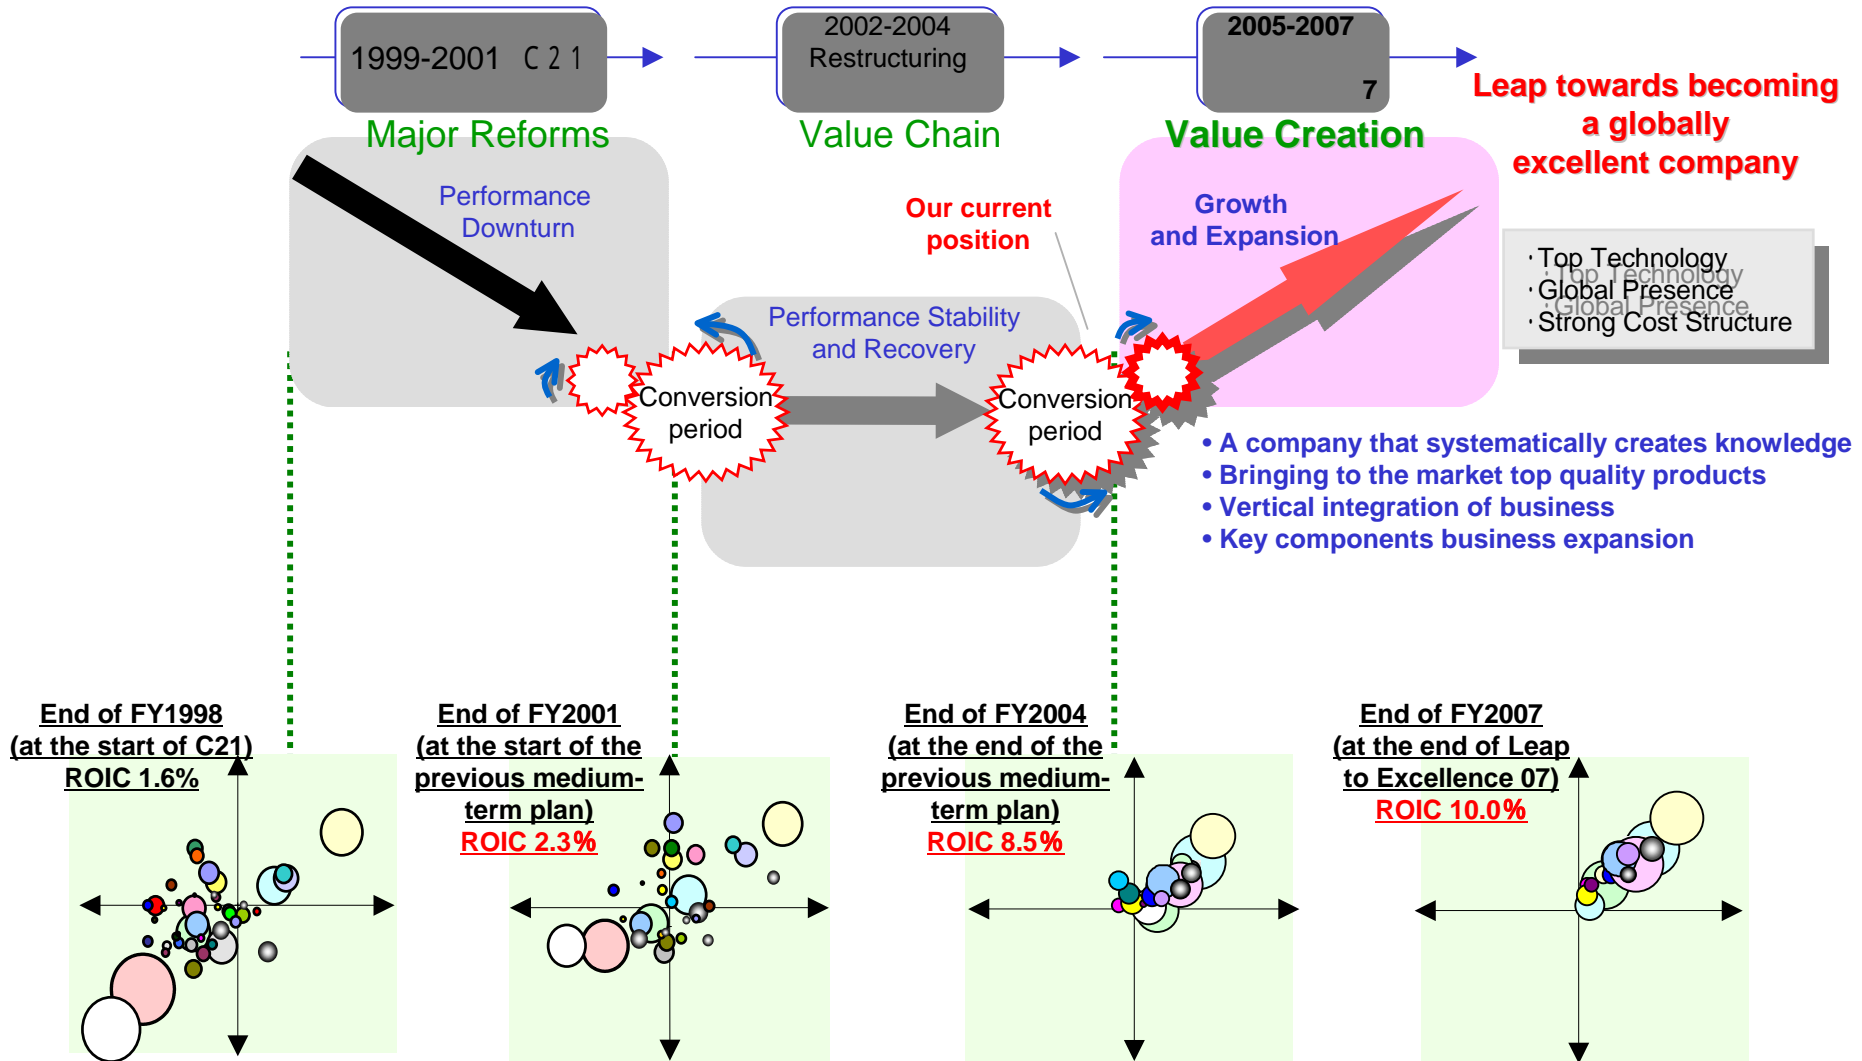 1999-2001 C21
2002-2004
Restructuring
2005-2007
7
Major Reforms
Value Chain
Value Creation
Leap towards becoming
a globally
excellent company
Performance
Downturn
Our current
position
Growth
and Expansion
· Top Technology
· Global Presence
· Strong Cost Structure
Performance Stability
and Recovery
Conversion
period
Conversion
period
• A company that systematically creates knowledge
• Bringing to the market top quality products
• Vertical integration of business
• Key components business expansion
End of FY1998
(at the start of C21)
ROIC 1.6%
End of FY2001
(at the start of the
previous medium-
term plan)
ROIC 2.3%
End of FY2004
(at the end of the
previous medium-
term plan)
ROIC 8.5%
End of FY2007
(at the end of Leap
to Excellence 07)
ROIC 10.0%